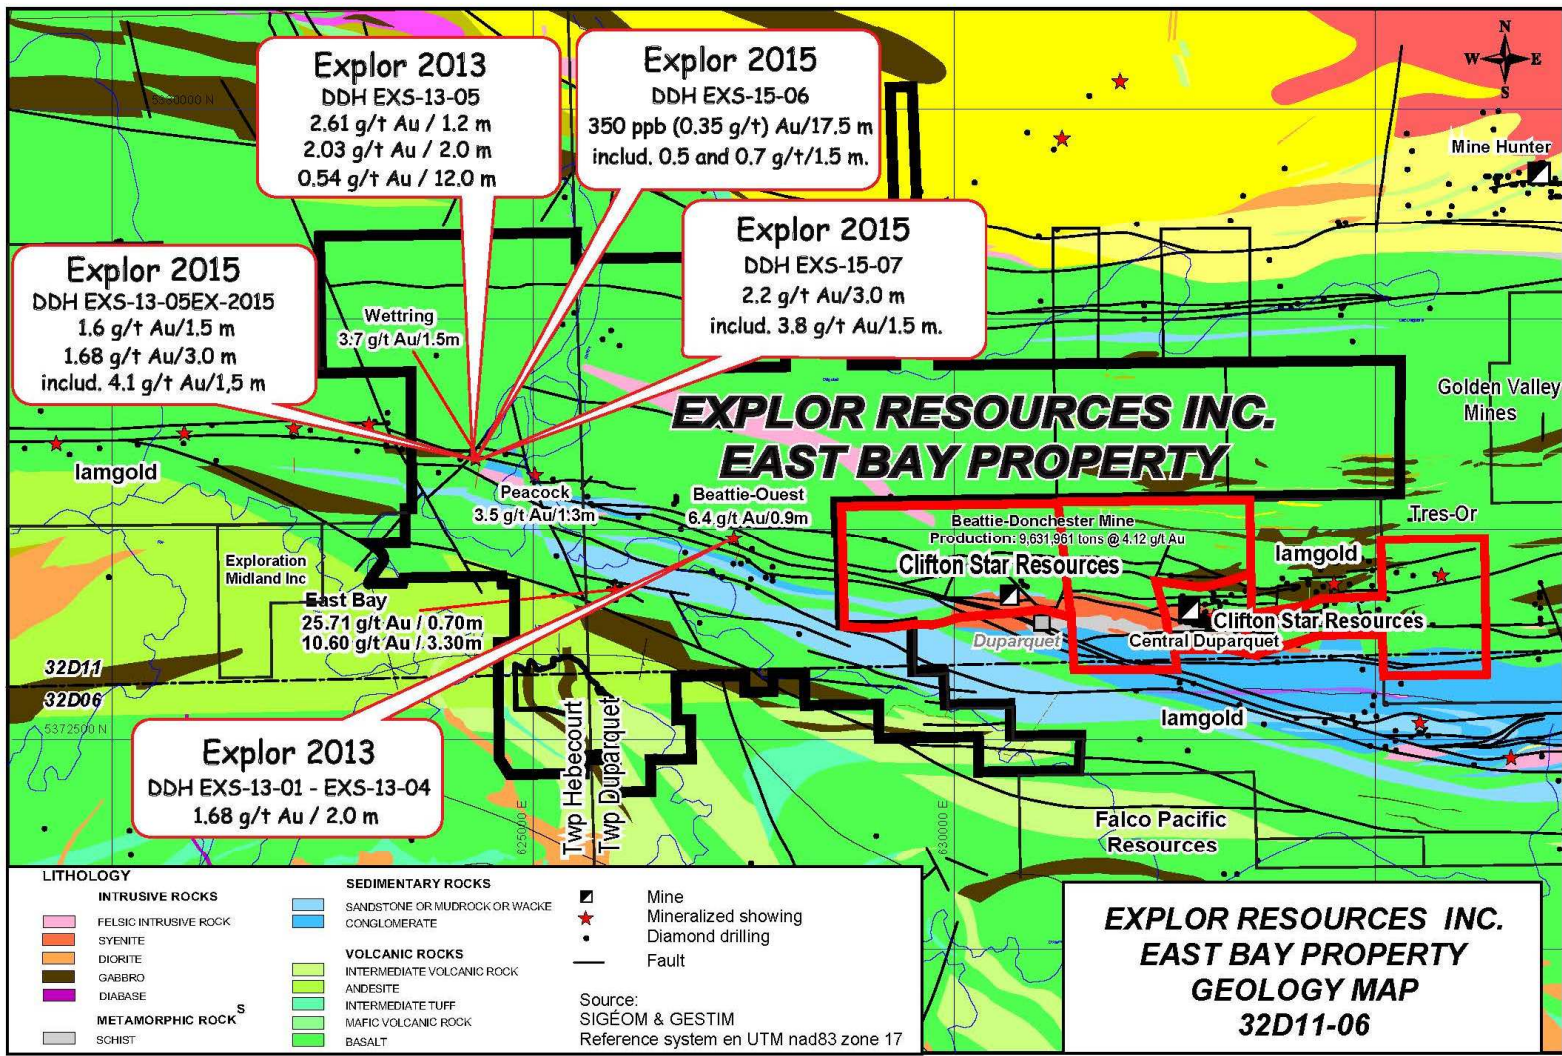 Explor 2013
DDH EXS-13-05
2.61 g/t Au / 1.2 m
2.03 g/t Au / 2.0 m
0.54 g/t Au / 12.0 m
Explor 2015
DDH EXS-15-06
350 ppb (0.35 g/t) Au/17.5 m
includ. 0.5 and 0.7 g/t/1.5 m.
N
W
E
S
5380000 N
Mine Hunter
Explor 2015
DDH EXS-15-07
2.2 g/t Au/3.0 m
includ. 3.8 g/t Au/1.5 m.
Explor 2015
DDH EXS-13-05EX-2015
1.6 g/t Au/1.5 m
1.68 g/t Au/3.0 m
includ. 4.1 g/t Au/1,5 m
Wettring
3.7 g/t Au/1.5m
EXPLOR RESOURCES INC.
EAST BAY PROPERTY
Golden Valley
Mines
Iamgold
Peacock
3.5 g/t Au/1.3m
Beattie-Ouest
6.4 g/t Au/0.9m
Beattie-Donchester Mine
Production: 9,631,961 tons @ 4.12 g/t Au
Clifton Star Resources
Tres-Or
Iamgold
Exploration
Midland Inc
East Bay
25.71 g/t Au / 0.70m
10.60 g/t Au / 3.30m
Clifton Star Resources
Duparquet
Central Duparquet
32D11
32D06
5372500 N
Iamgold
Explor 2013
DDH EXS-13-01 - EXS-13-04
1.68 g/t Au / 2.0 m
Twp Hebecourt
Twp Duparquet
625000 E
630000 E
Falco Pacific
Resources
LITHOLOGY
INTRUSIVE ROCKS
FELSIC INTRUSIVE ROCK
SYENITE
DIORITE
GABBRO
DIABASE
METAMORPHIC ROCKS
SCHIST
SEDIMENTARY ROCKS
SANDSTONE OR MUDROCK OR WACKE
CONGLOMERATE
VOLCANIC ROCKS
INTERMEDIATE VOLCANIC ROCK
ANDESITE
INTERMEDIATE TUFF
MAFIC VOLCANIC ROCK
BASALT
Mine
Mineralized showing
Diamond drilling
Fault
Source:
SIGÉOM & GESTIM
Reference system en UTM nad83 zone 17
EXPLOR RESOURCES INC.
EAST BAY PROPERTY
GEOLOGY MAP
32D11-06